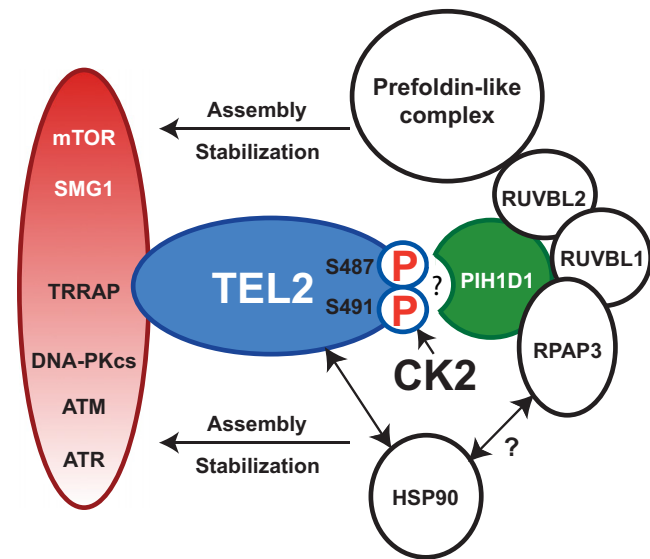 Prefoldin-like
complex
Assembly
Stabilization
mTOR
SMG1
TRRAP
DNA-PKcs
ATM
ATR
TEL2
S487
S491
P
P
?
PIH1D1
RUVBL2
RUVBL1
RPAP3
CK2
Assembly
Stabilization
?
HSP90